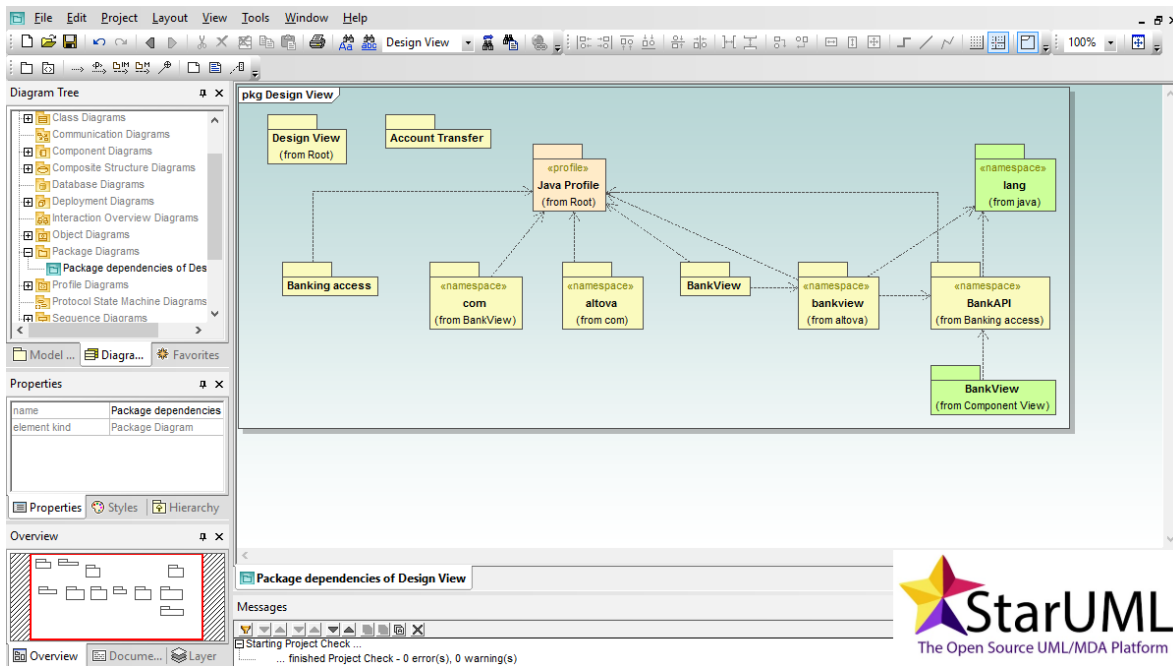 File Edit Project Layout View Tools Window Help
Design View
100%
Diagram Tree
Class Diagrams
Communication Diagrams
Component Diagrams
Composite Structure Diagrams
Database Diagrams
Deployment Diagrams
Interaction Overview Diagrams
Object Diagrams
Package Diagrams
Package dependencies of Des
Profile Diagrams
Protocol State Machine Diagrams
Sequence Diagrams
Model ... Diagra... Favorites
Properties
name Package dependencies
element kind Package Diagram
Properties Styles Hierarchy
Overview
Overview Docume... Layer
pkg Design View
Design View
(from Root)
Account Transfer
«profile»
Java Profile
(from Root)
«namespace»
lang
(from java)
Banking access
«namespace»
com
(from BankView)
«namespace»
altova
(from com)
BankView
«namespace»
bankview
(from altova)
«namespace»
BankAPI
(from Banking access)
BankView
(from Component View)
Package dependencies of Design View
Messages
Starting Project Check ...
... finished Project Check - 0 error(s), 0 warning(s)
StarUML
The Open Source UML/MDA Platform